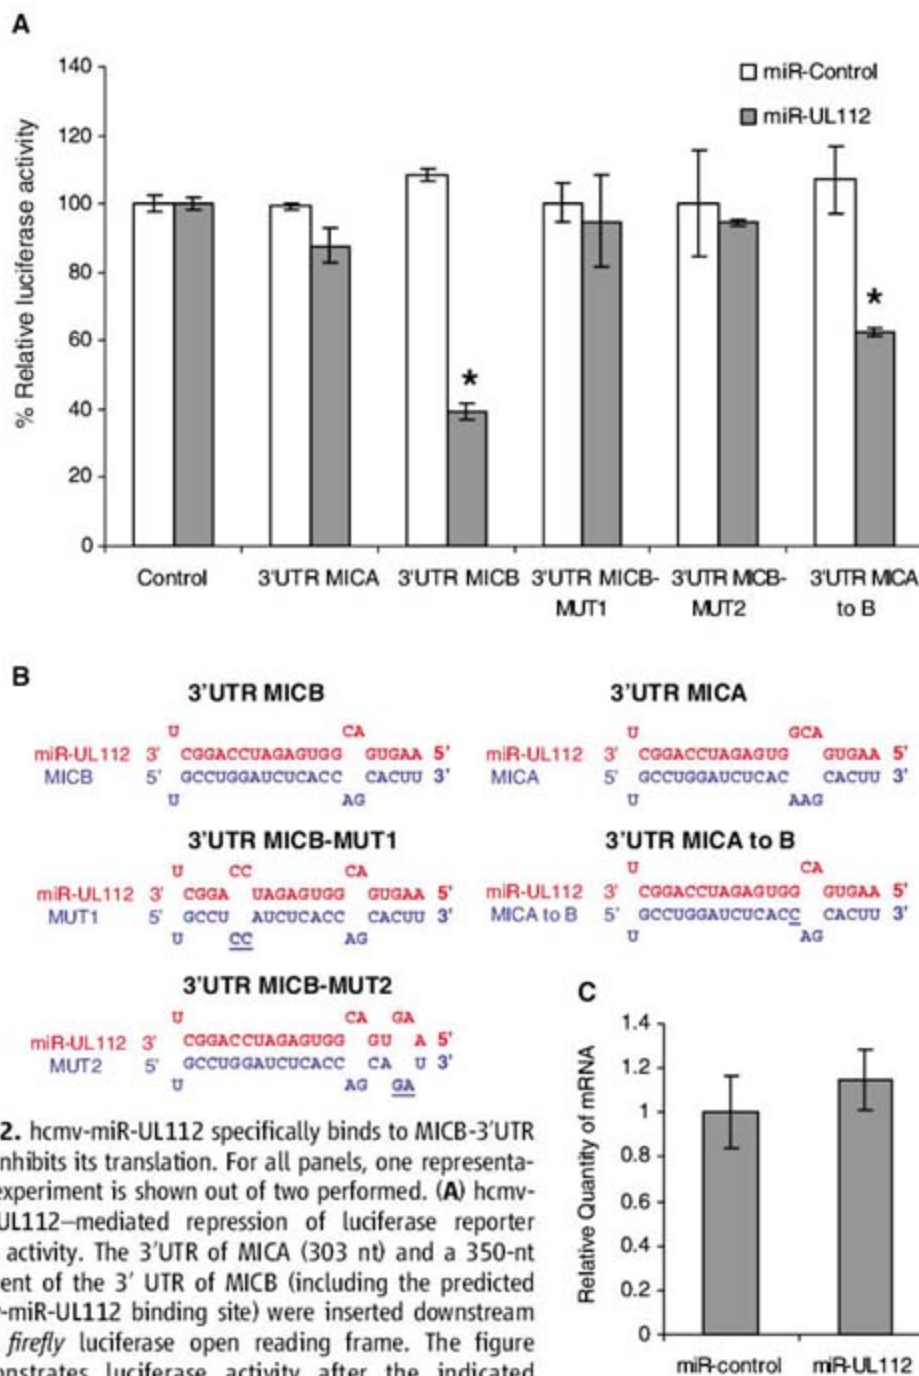 A
140
120
100
80
60
40
20
0
% Relative luciferase activity
miR-Control
miR-UL112
*
*
Control
3'UTR MICA
3'UTR MICB
3'UTR MICB-
MUT1
3'UTR MICB-
MUT2
3'UTR MICA
to B
B
3'UTR MICB
U CA
miR-UL112 3' CGGACCUAGAGUGG GUGAA 5'
MICB 5' GCCUGGAUCUCACC CACUU 3'
U AG
3'UTR MICA
U GCA
miR-UL112 3' CGGACCUAGAGUG GUGAA 5'
MICA 5' GCCUGGAUCUCAC CACUU 3'
U AAG
3'UTR MICB-MUT1
U CC CA
miR-UL112 3' CGGA UAGAGUGG GUGAA 5'
MUT1 5' GCCU AUCUCACC CACUU 3'
U CC AG
3'UTR MICA to B
U CA
miR-UL112 3' CGGACCUAGAGUGG GUGAA 5'
MICA to B 5' GCCUGGAUCUCACC CACUU 3'
U AG
3'UTR MICB-MUT2
U CA GA
miR-UL112 3' CGGACCUAGAGUGG GU A 5'
MUT2 5' GCCUGGAUCUCACC CA U 3'
U AG GA
2. hcmv-miR-UL112 specifically binds to MICB-3′UTR
nhibits its translation. For all panels, one representa-
experiment is shown out of two performed. (A) hcmv-
UL112–mediated repression of luciferase reporter
activity. The 3′UTR of MICA (303 nt) and a 350-nt
ent of the 3′ UTR of MICB (including the predicted
-miR-UL112 binding site) were inserted downstream
firefly luciferase open reading frame. The figure
onstrates luciferase activity after the indicated
C
1.4
1.2
1
0.8
0.6
0.4
0.2
0
Relative Quantity of mRNA
miR-control
miR-UL112